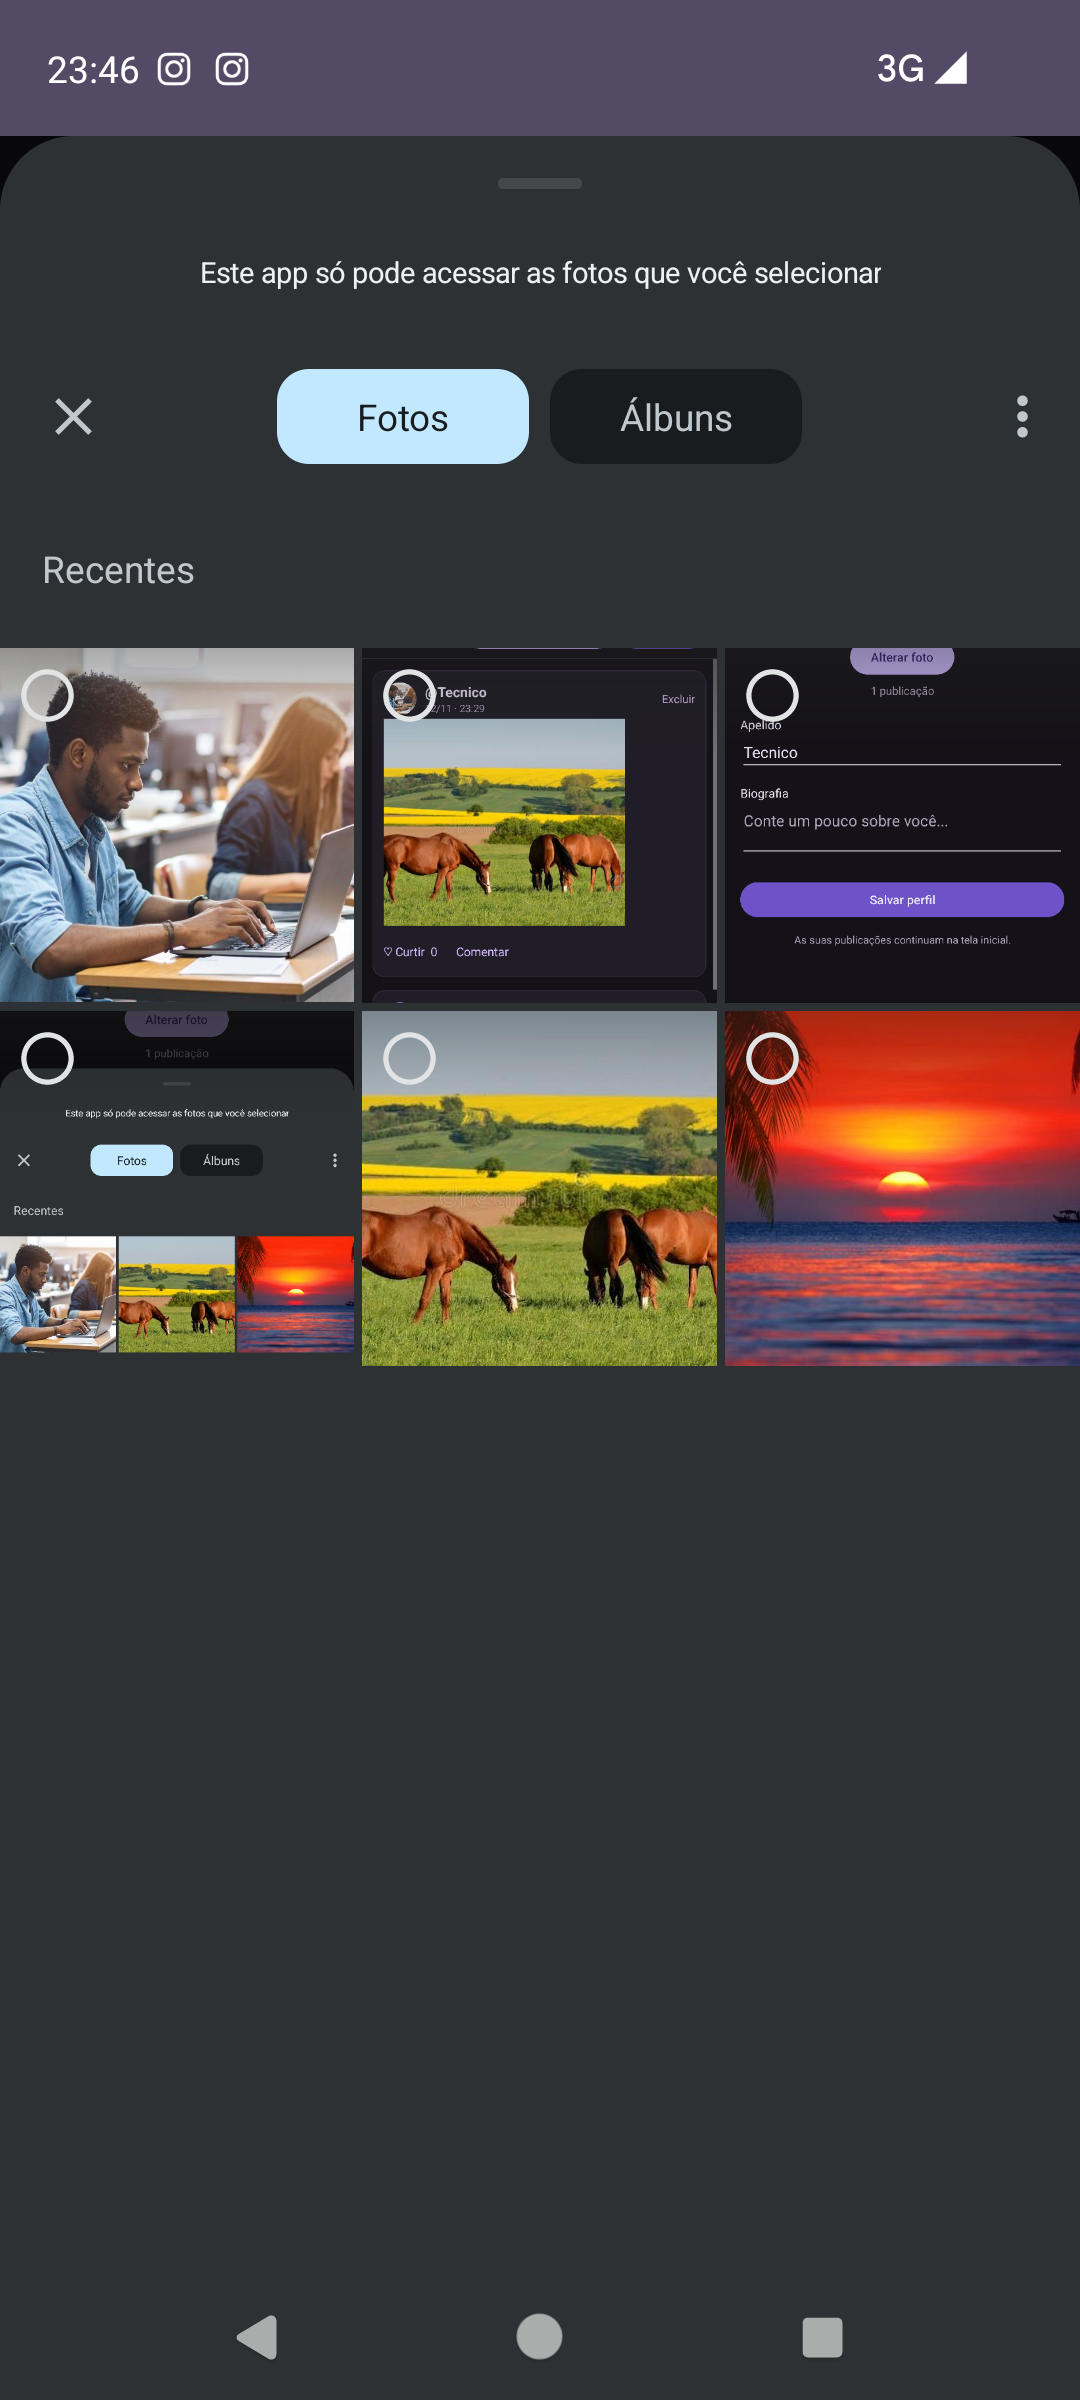 23:46
3G
Este app só pode acessar as fotos que você selecionar
Fotos
Álbuns
Recentes
@Tecnico
/11 · 23:29
Excluir
♡ Curtir 0
Comentar
Alterar foto
1 publicação
Apelido
Tecnico
Biografia
Conte um pouco sobre você...
Salvar perfil
As suas publicações continuam na tela inicial.
Alterar foto
1 publicação
Este app só pode acessar as fotos que você selecionar
Fotos
Álbuns
Recentes